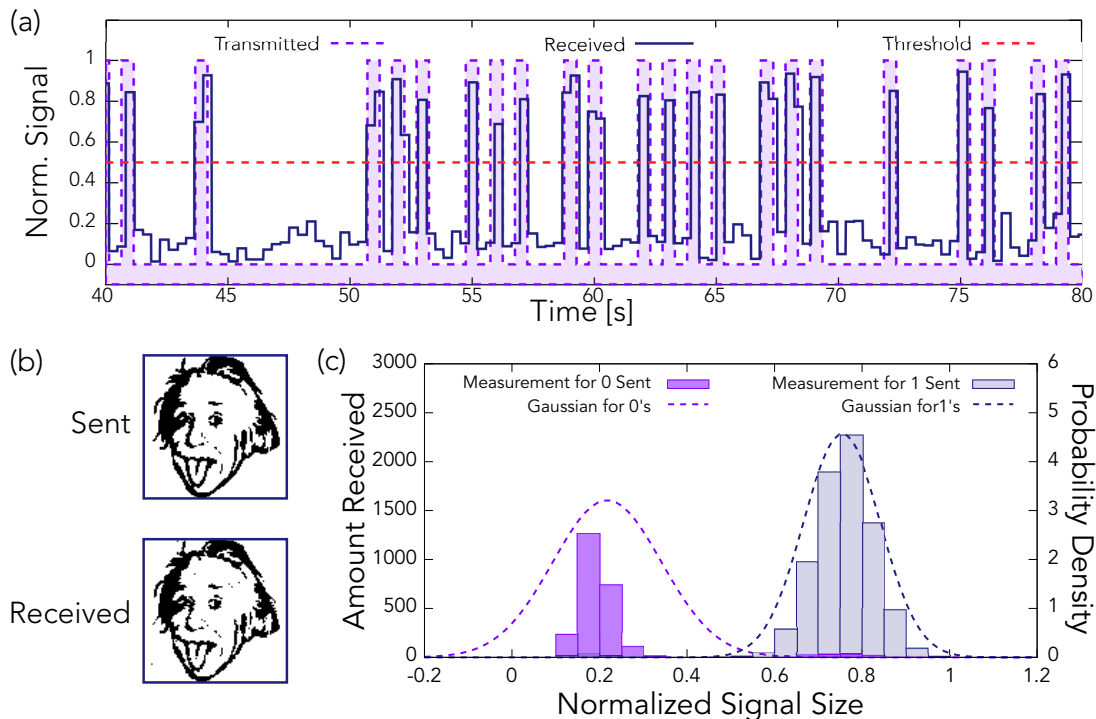 (a)
Transmitted Received Threshold
1
0.8
0.6
0.4
0.2
0
Norm. Signal
40 45 50 55 60 65 70 75 80
Time [s]
(b)
Sent
Received
(c)
3000
2500
2000
1500
1000
500
0
Amount Received
Measurement for 0 Sent
Gaussian for 0's
Measurement for 1 Sent
Gaussian for1's
6
5
4
3
2
1
0
Probability Density
-0.2 0 0.2 0.4 0.6 0.8 1 1.2
Normalized Signal Size